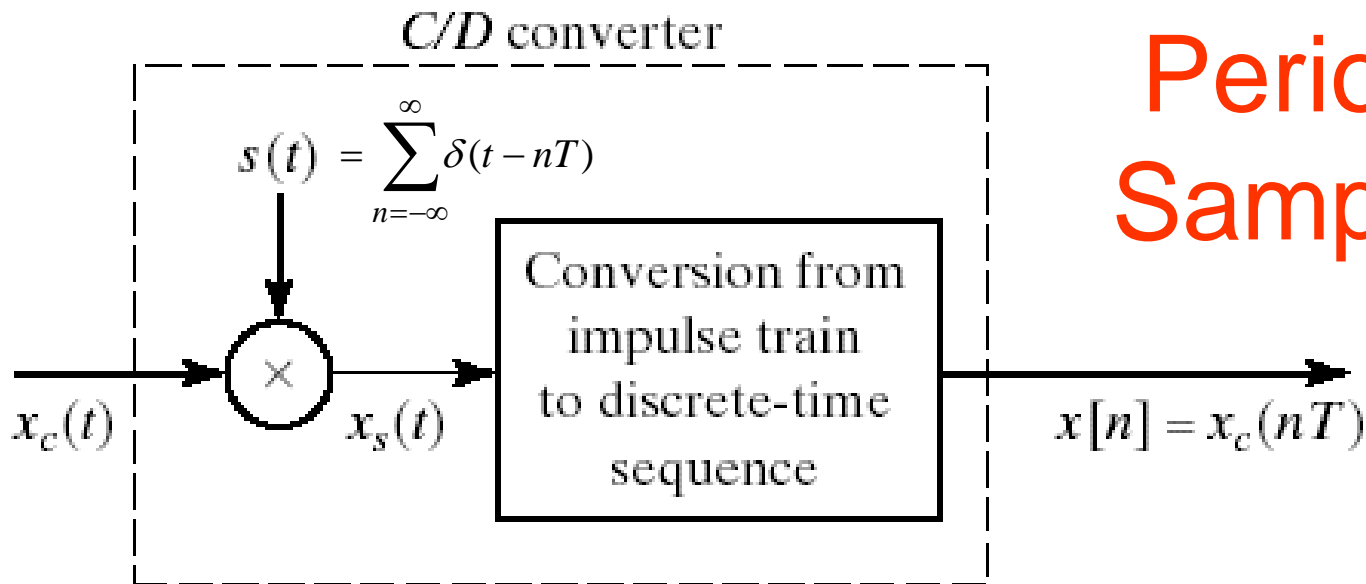 C/D converter
Perio
Samp
s(t) = ∑ δ(t − nT)
∞
n=−∞
×
Conversion from
impulse train
to discrete-time
sequence
x_c(t)
x_s(t)
x[n] = x_c(nT)